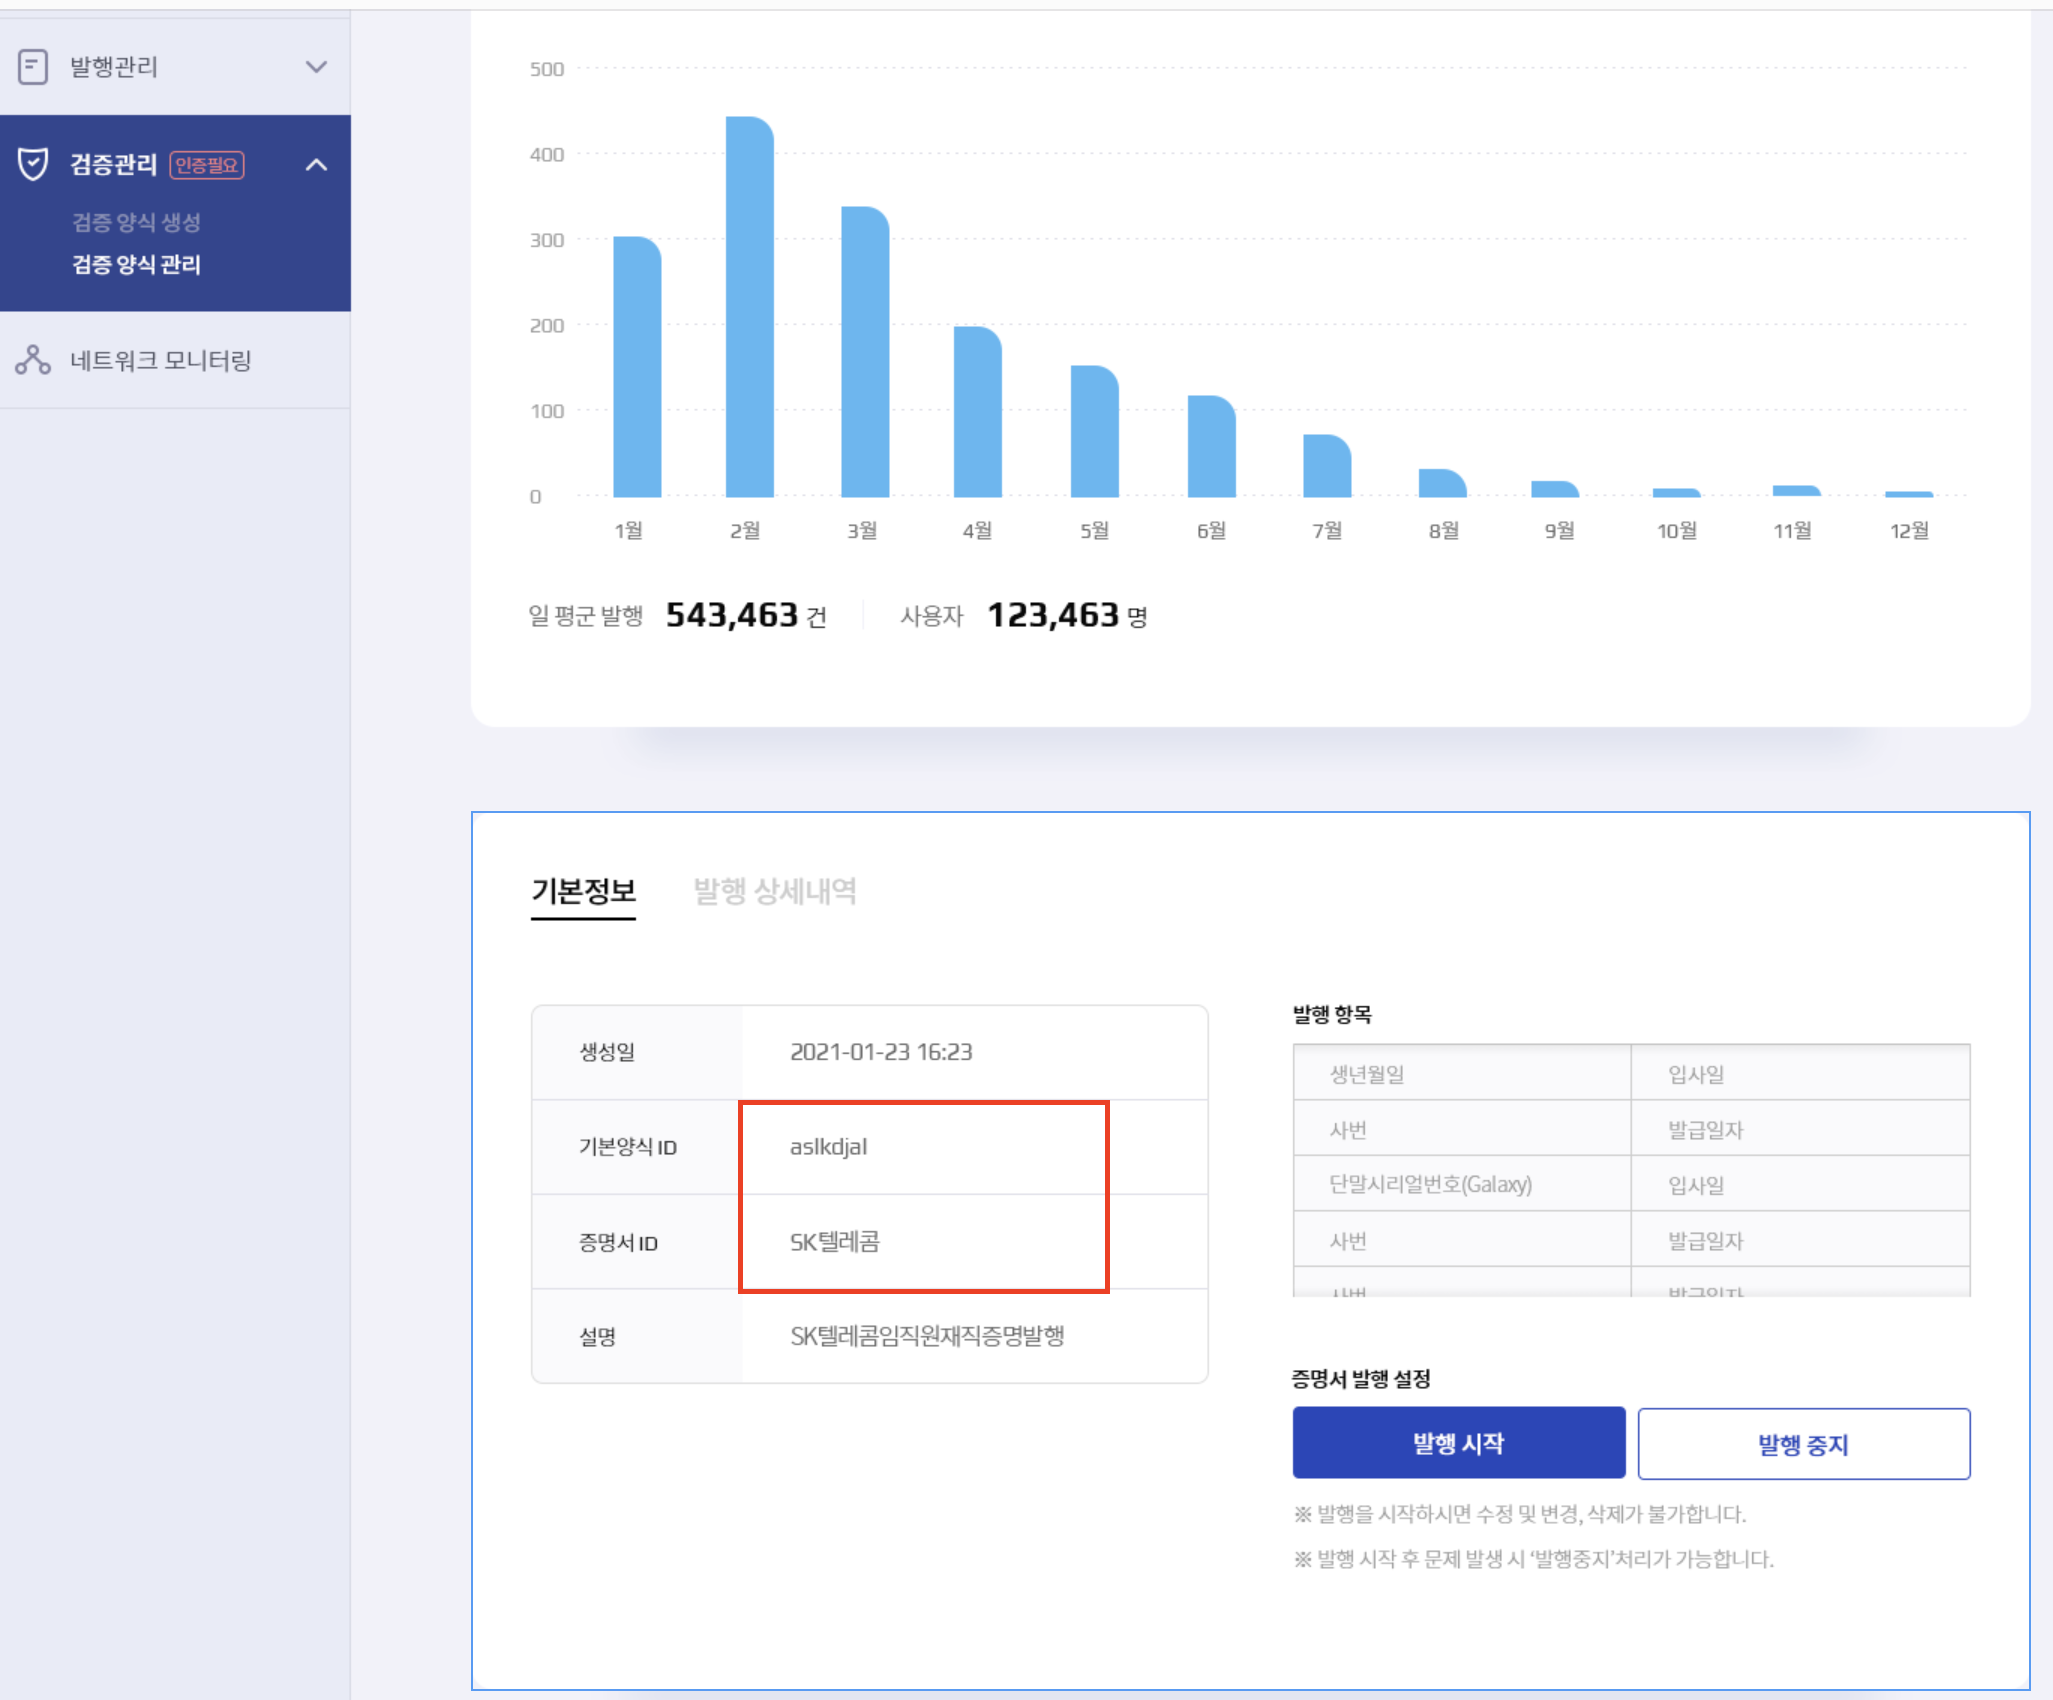 발행관리
검증관리 인증필요
검증 양식 생성
검증 양식 관리
네트워크 모니터링
500
400
300
200
100
0
1월 2월 3월 4월 5월 6월 7월 8월 9월 10월 11월 12월
일 평균 발행 543,463 건 사용자 123,463 명
기본정보 발행 상세내역
생성일 2021-01-23 16:23
기본양식 ID aslkdjal
증명서 ID SK텔레콤
설명 SK텔레콤임직원재직증명발행
발행 항목
생년월일 입사일
사번 발급일자
단말시리얼번호(Galaxy) 입사일
사번 발급일자
사번 발급일자
증명서 발행 설정
발행 시작 발행 중지
※ 발행을 시작하시면 수정 및 변경, 삭제가 불가합니다.
※ 발행 시작 후 문제 발생 시 ‘발행중지’처리가 가능합니다.